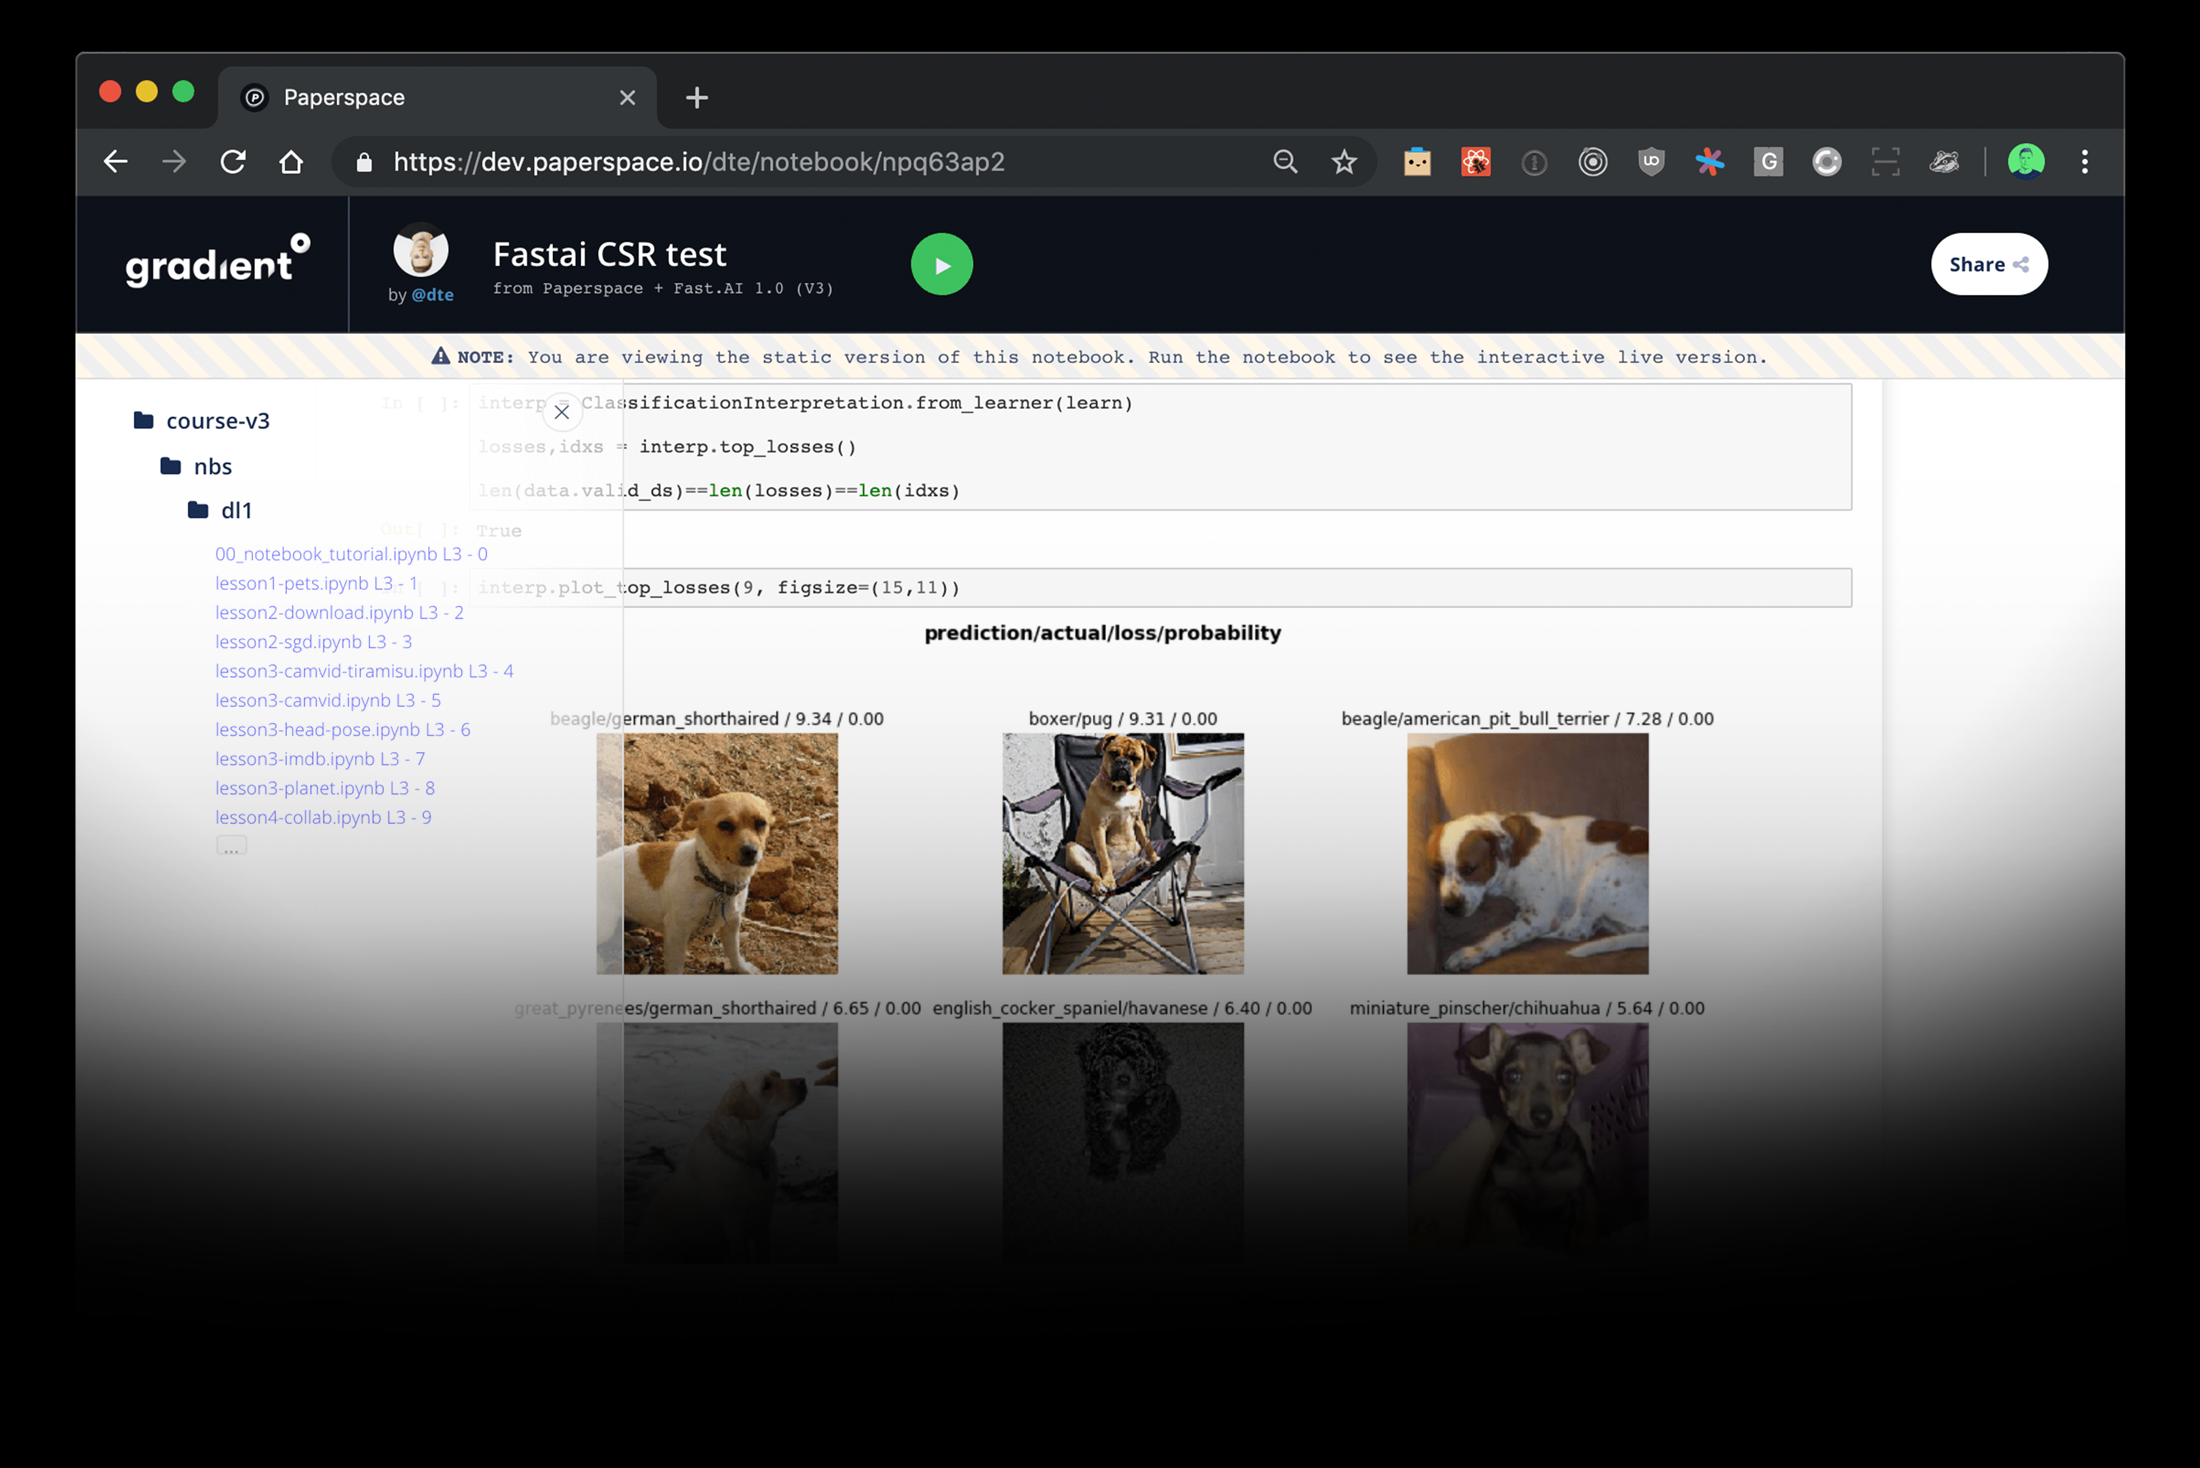 Paperspace
https://dev.paperspace.io/dte/notebook/npq63ap2
gradient
by @dte
Fastai CSR test
from Paperspace + Fast.AI 1.0 (V3)
Share
NOTE: You are viewing the static version of this notebook. Run the notebook to see the interactive live version.
course-v3
nbs
dl1
00_notebook_tutorial.ipynb L3 - 0
lesson1-pets.ipynb L3 - 1
lesson2-download.ipynb L3 - 2
lesson2-sgd.ipynb L3 - 3
lesson3-camvid-tiramisu.ipynb L3 - 4
lesson3-camvid.ipynb L3 - 5
lesson3-head-pose.ipynb L3 - 6
lesson3-imdb.ipynb L3 - 7
lesson3-planet.ipynb L3 - 8
lesson4-collab.ipynb L3 - 9
...
In [ ]: interp = ClassificationInterpretation.from_learner(learn)
losses,idxs = interp.top_losses()
len(data.valid_ds)==len(losses)==len(idxs)
Out[ ]: True
In [ ]: interp.plot_top_losses(9, figsize=(15,11))
prediction/actual/loss/probability
beagle/german_shorthaired / 9.34 / 0.00
boxer/pug / 9.31 / 0.00
beagle/american_pit_bull_terrier / 7.28 / 0.00
great_pyrenees/german_shorthaired / 6.65 / 0.00
english_cocker_spaniel/havanese / 6.40 / 0.00
miniature_pinscher/chihuahua / 5.64 / 0.00